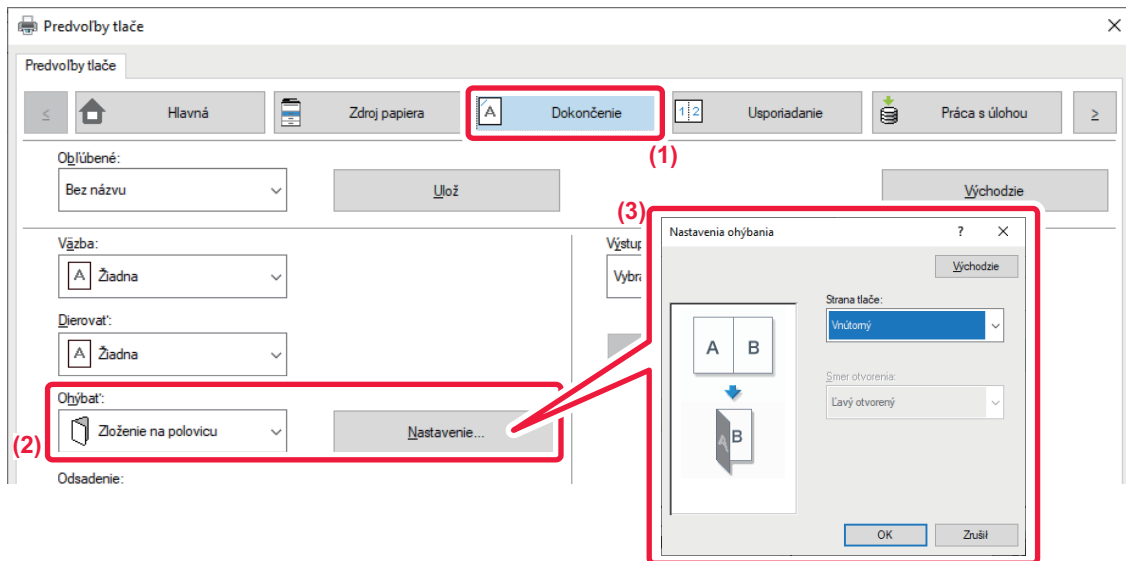 Predvoľby tlače
Predvoľby tlače
≤ Hlavná Zdroj papiera A Dokončenie 1 2 Usporiadanie Práca s úlohou ≥
(1)
Obľúbené:
Bez názvu Ulož Východzie
(3)
Väzba:
A Žiadna
Dierovať:
A Žiadna
Ohýbať:
Zloženie na polovicu Nastavenie...
(2)
Odsadenie:
Nastavenia ohýbania ?
Východzie
Strana tlače:
Vnútorný
A B
Smer otvorenia:
Ľavý otvorený
A B
OK Zrušiť